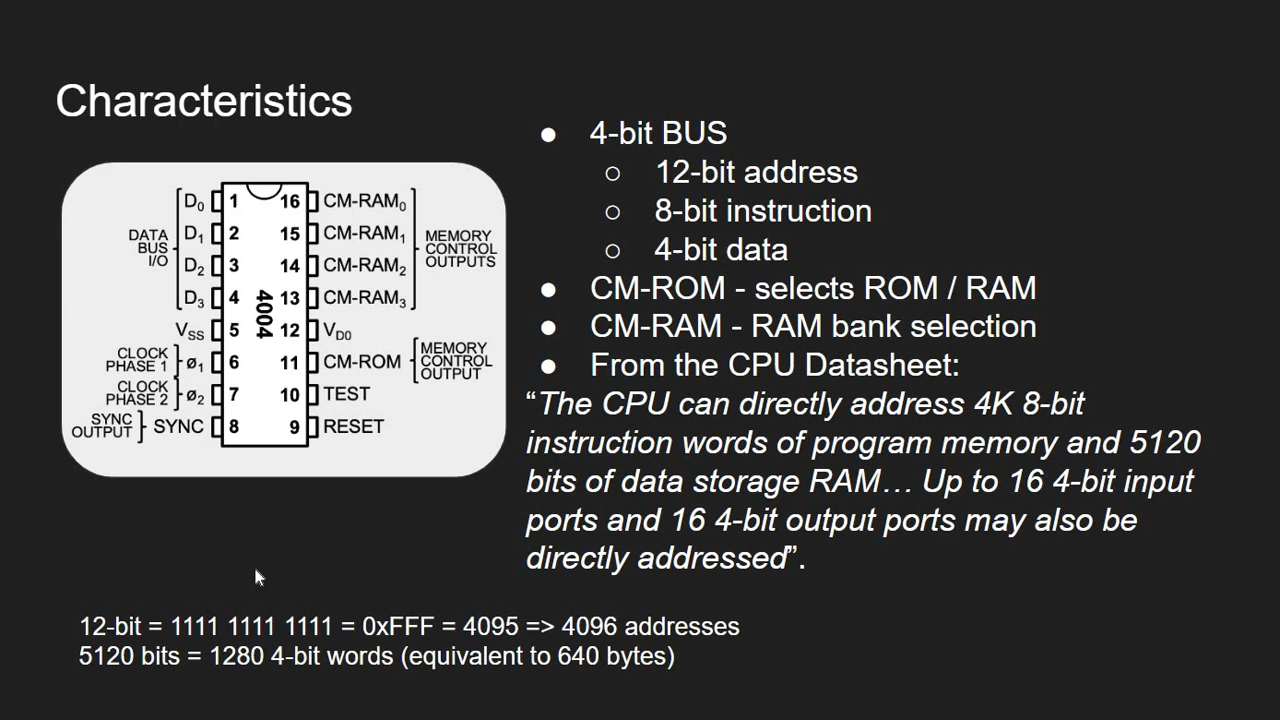 Characteristics
D0 1 16 CM-RAM0
D1 2 15 CM-RAM1
D2 3 14 CM-RAM2
D3 4 13 CM-RAM3
DATA
BUS
I/O
MEMORY
CONTROL
OUTPUTS
4004
VSS 5 12 VD0
CLOCK
PHASE 1
ø1 6 11 CM-ROM
MEMORY
CONTROL
OUTPUT
CLOCK
PHASE 2
ø2 7 10 TEST
SYNC
OUTPUT
SYNC 8 9 RESET
● 4-bit BUS
○ 12-bit address
○ 8-bit instruction
○ 4-bit data
● CM-ROM - selects ROM / RAM
● CM-RAM - RAM bank selection
● From the CPU Datasheet:
“The CPU can directly address 4K 8-bit
instruction words of program memory and 5120
bits of data storage RAM… Up to 16 4-bit input
ports and 16 4-bit output ports may also be
directly addressed”.
12-bit = 1111 1111 1111 = 0xFFF = 4095 => 4096 addresses
5120 bits = 1280 4-bit words (equivalent to 640 bytes)